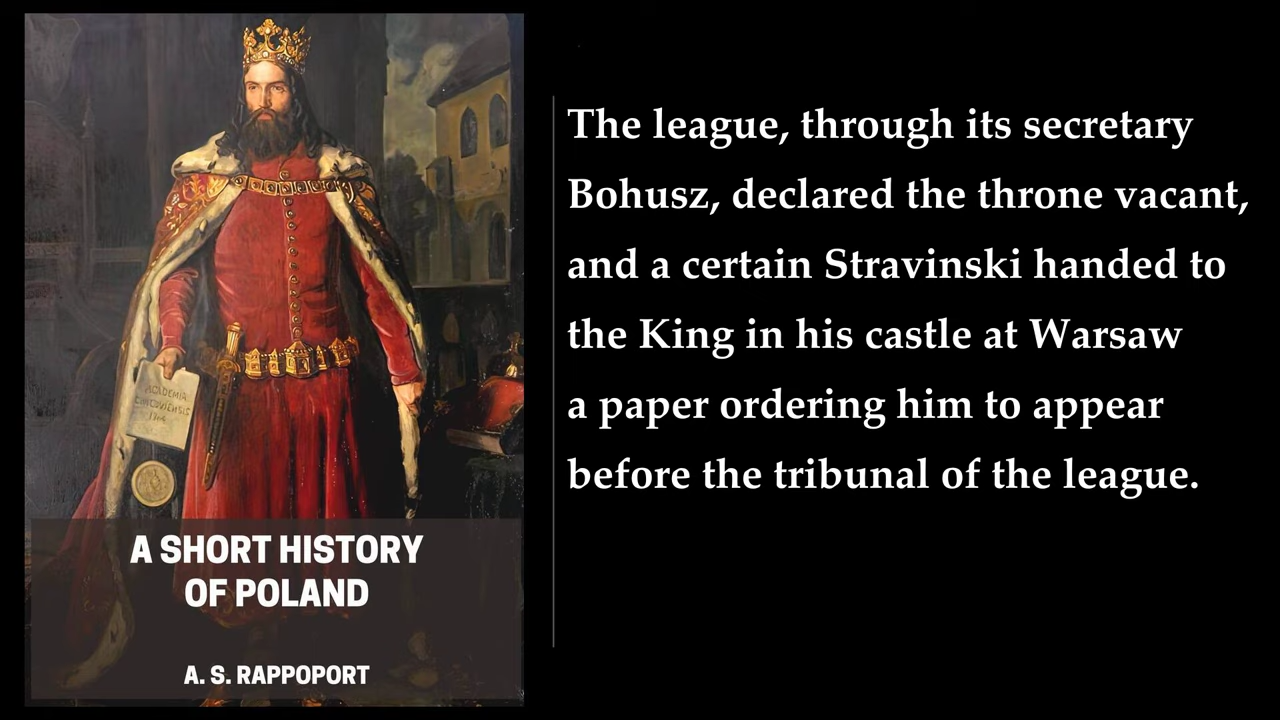 ACADEMIA
CRACOVIENSIS
A SHORT HISTORY
OF POLAND
A. S. RAPPOPORT
The league, through its secretary
Bohusz, declared the throne vacant,
and a certain Stravinski handed to
the King in his castle at Warsaw
a paper ordering him to appear
before the tribunal of the league.